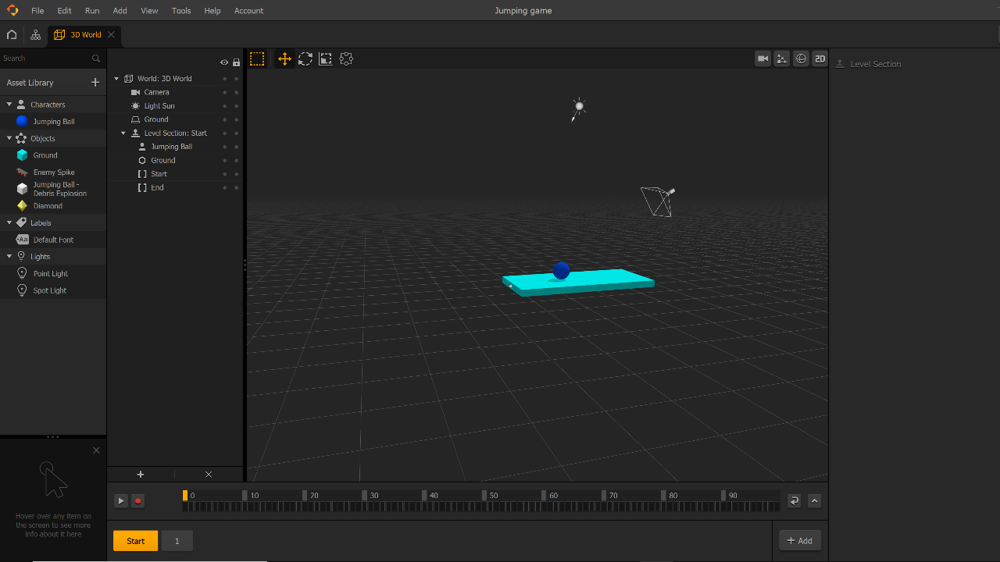 File Edit Run Add View Tools Help Account Jumping game
3D World
Search
Asset Library
Characters
Jumping Ball
Objects
Ground
Enemy Spike
Jumping Ball -
Debris Explosion
Diamond
Labels
Aa Default Font
Lights
Point Light
Spot Light
Hover over any item on
the screen to see more
info about it here
World: 3D World
Camera
Light Sun
Ground
Level Section: Start
Jumping Ball
Ground
Start
End
2D
Level Section
0 10 20 30 40 50 60 70 80 90
Start 1
Add